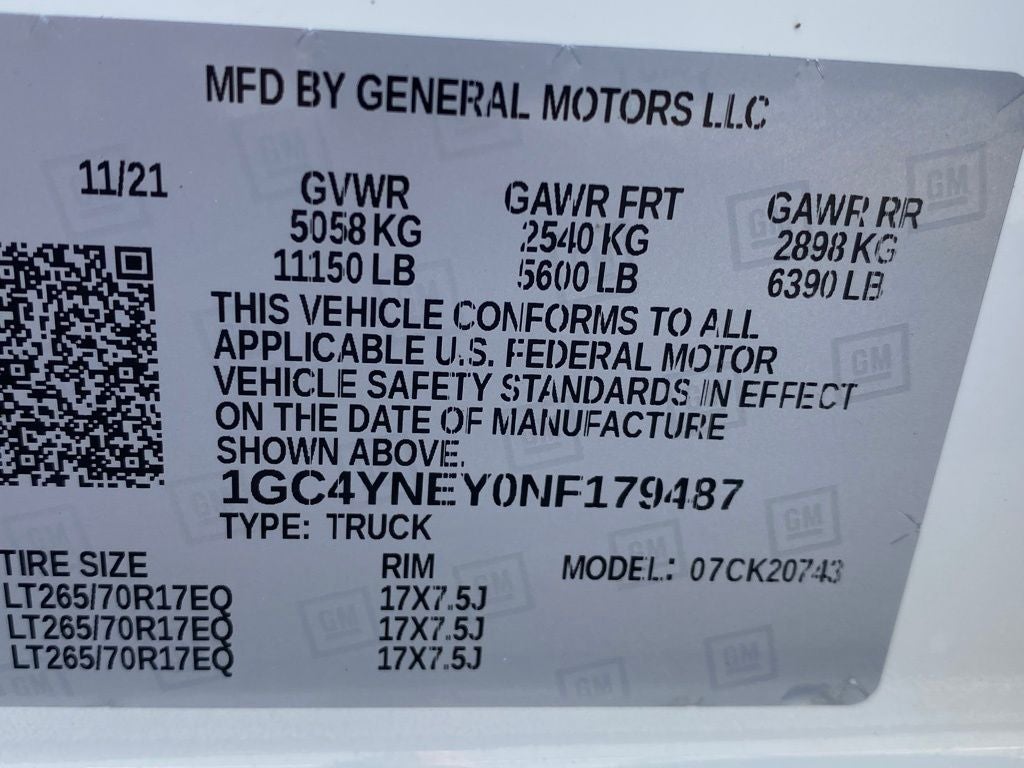 MFD BY GENERAL MOTORS LLC
11/21
GVWR GAWR FRT GAWR RR
5058 KG 2540 KG 2898 KG
11150 LB 5600 LB 6390 LB
THIS VEHICLE CONFORMS TO ALL
APPLICABLE U.S. FEDERAL MOTOR
VEHICLE SAFETY STANDARDS IN EFFECT
ON THE DATE OF MANUFACTURE
SHOWN ABOVE.
1GC4YNEY0NF179487
TYPE: TRUCK
TIRE SIZE RIM MODEL: 07CK20743
LT265/70R17EQ 17X7.5J
LT265/70R17EQ 17X7.5J
LT265/70R17EQ 17X7.5J